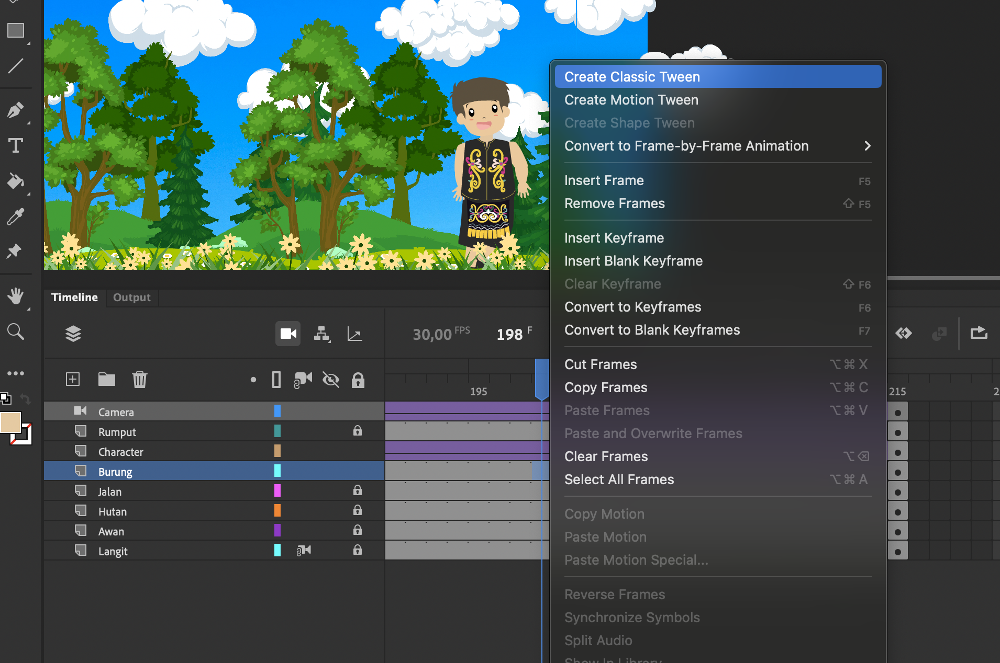 Create Classic Tween
Create Motion Tween
Create Shape Tween
Convert to Frame-by-Frame Animation
Insert Frame F5
Remove Frames ⇧ F5
Insert Keyframe
Insert Blank Keyframe
Clear Keyframe ⇧ F6
Convert to Keyframes F6
Convert to Blank Keyframes F7
Cut Frames ⌥⌘ X
Copy Frames ⌥⌘ C
Paste Frames ⌥⌘ V
Paste and Overwrite Frames
Clear Frames ⌥⌫
Select All Frames ⌥⌘ A
Copy Motion
Paste Motion
Paste Motion Special...
Reverse Frames
Synchronize Symbols
Split Audio
Show In Library
T
Timeline Output
30,00 FPS 198 F
195 215 2
Camera
Rumput
Character
Burung
Jalan
Hutan
Awan
Langit